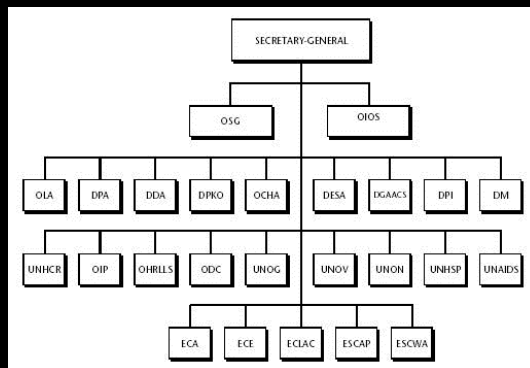 SECRETARY-GENERAL
OSG OIOS
OLA DPA DDA DPKO OCHA DESA DGAACS DPI DM
UNHCR OIP OHRLLS ODC UNOG UNOV UNON UNHSP UNAIDS
ECA ECE ECLAC ESCAP ESCWA